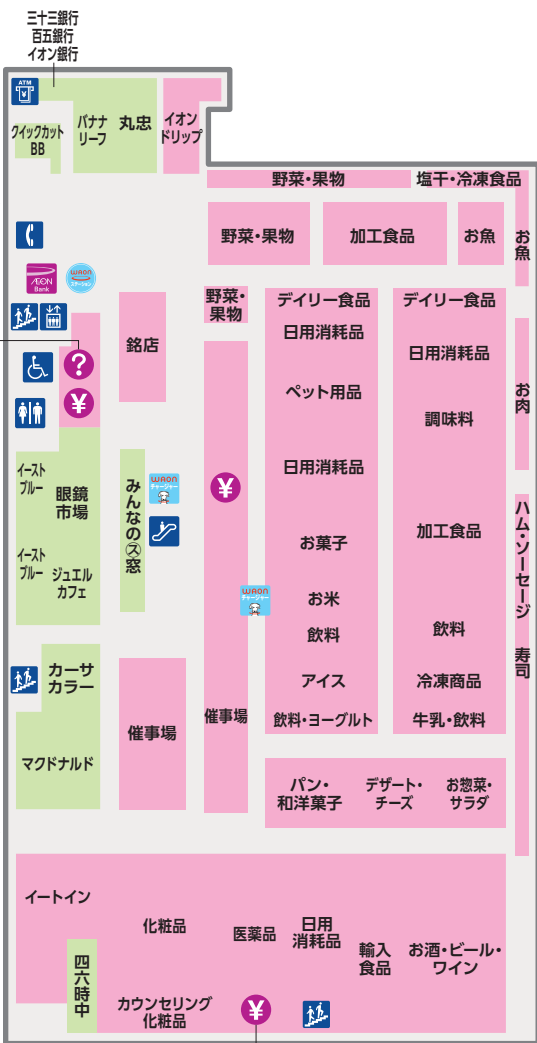 三十三銀行
百五銀行
イオン銀行
ATM
クイックカット
BB
バナナ
リーフ
丸忠
イオン
ドリップ
野菜・果物
塩干・冷凍食品
野菜・果物
加工食品
お魚
お魚
AEON
Bank
WAON
ステーション
銘店
野菜・
果物
デイリー食品
デイリー食品
日用消耗品
日用消耗品
?
¥
ペット用品
調味料
お肉
イースト
ブルー
眼鏡
市場
みんなの㋜窓
WAON
チャージャー
¥
日用消耗品
お菓子
加工食品
ハム・ソーセージ
イースト
ブルー
ジュエル
カフェ
WAON
チャージャー
お米
飲料
飲料
寿司
カーサ
カラー
アイス
冷凍商品
催事場
催事場
飲料・ヨーグルト
牛乳・飲料
マクドナルド
パン・
和洋菓子
デザート・
チーズ
お惣菜・
サラダ
イートイン
化粧品
医薬品
日用
消耗品
輸入
食品
お酒・ビール・
ワイン
四六時中
カウンセリング
化粧品
¥